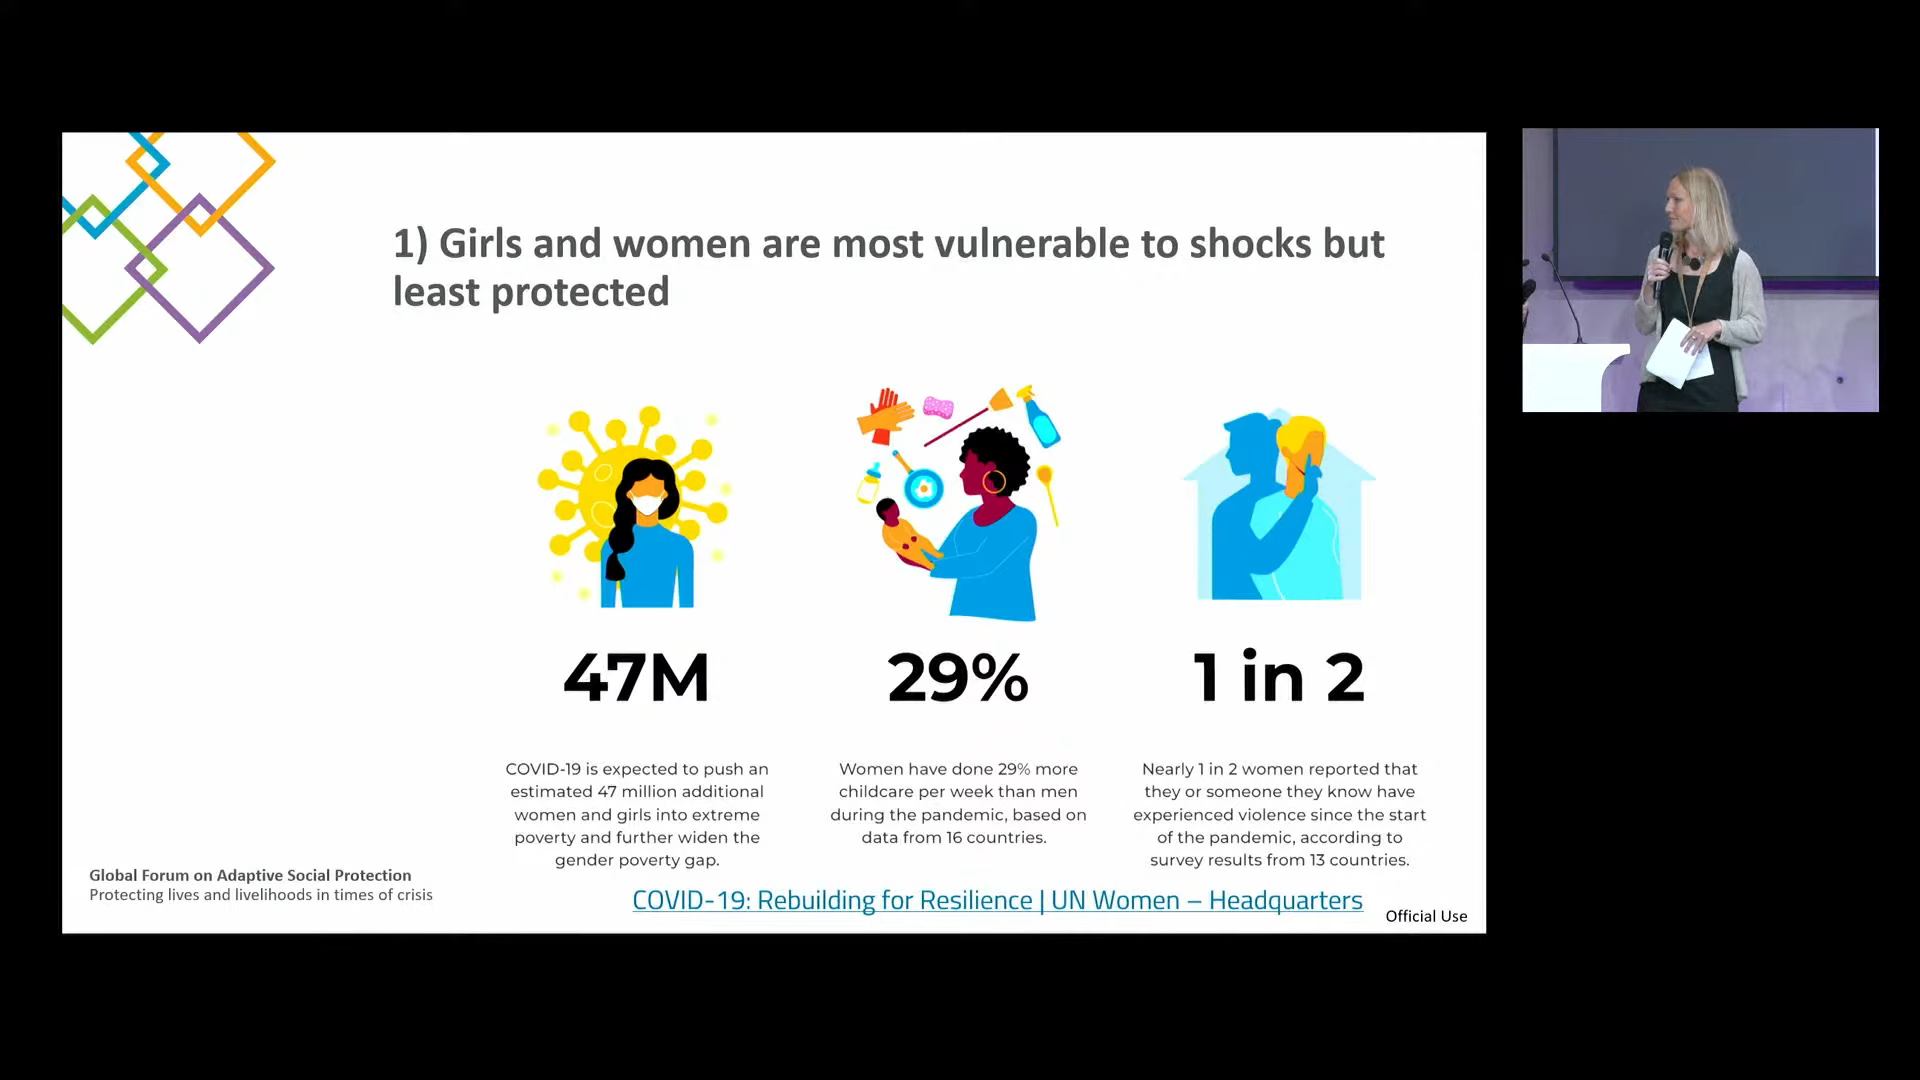 1) Girls and women are most vulnerable to shocks but
least protected
47M
COVID-19 is expected to push an
estimated 47 million additional
women and girls into extreme
poverty and further widen the
gender poverty gap.
29%
Women have done 29% more
childcare per week than men
during the pandemic, based on
data from 16 countries.
1 in 2
Nearly 1 in 2 women reported that
they or someone they know have
experienced violence since the start
of the pandemic, according to
survey results from 13 countries.
Global Forum on Adaptive Social Protection
Protecting lives and livelihoods in times of crisis
COVID-19: Rebuilding for Resilience | UN Women – Headquarters
Official Use